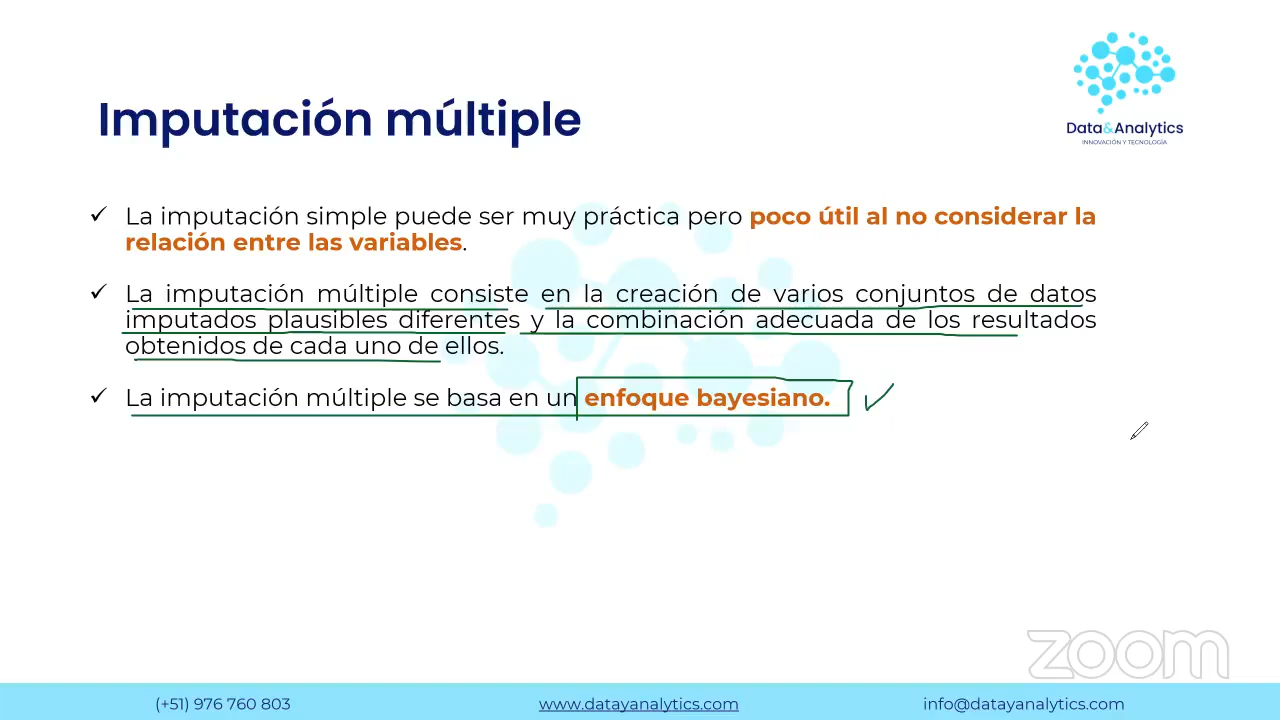 Data&Analytics
INNOVACIÓN Y TECNOLOGÍA
Imputación múltiple
✓ La imputación simple puede ser muy práctica pero poco útil al no considerar la
relación entre las variables.
✓ La imputación múltiple consiste en la creación de varios conjuntos de datos
imputados plausibles diferentes y la combinación adecuada de los resultados
obtenidos de cada uno de ellos.
✓ La imputación múltiple se basa en un enfoque bayesiano.
zoom
(+51) 976 760 803
www.datayanalytics.com
info@datayanalytics.com